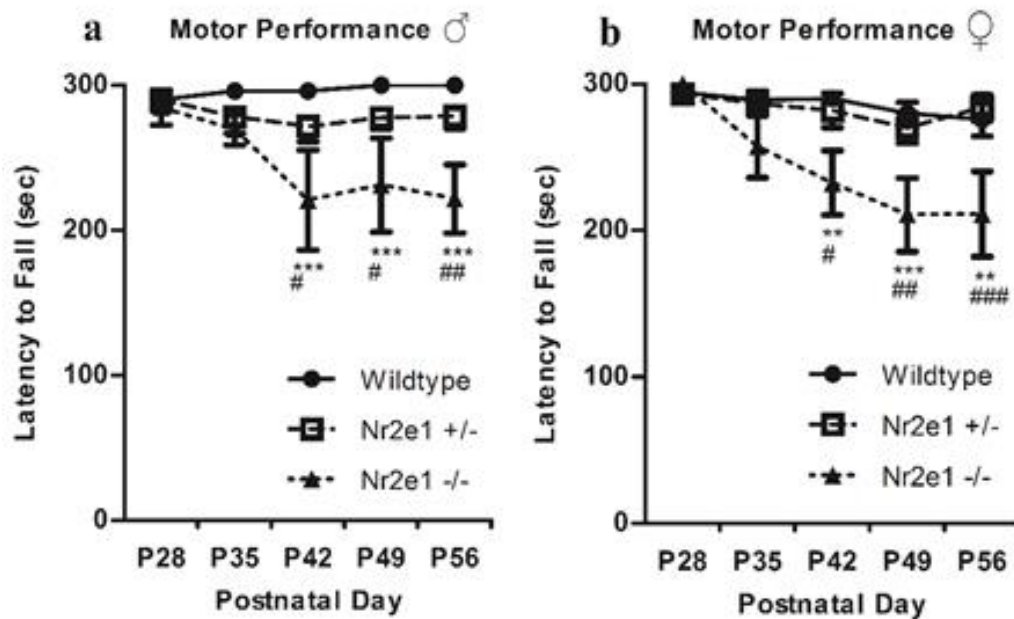 a Motor Performance ♂
Latency to Fall (sec)
300
200
100
0
***
#
***
#
***
##
Wildtype
Nr2e1 +/-
Nr2e1 -/-
P28 P35 P42 P49 P56
Postnatal Day
b Motor Performance ♀
Latency to Fall (sec)
300
200
100
0
**
#
***
##
**
###
Wildtype
Nr2e1 +/-
Nr2e1 -/-
P28 P35 P42 P49 P56
Postnatal Day